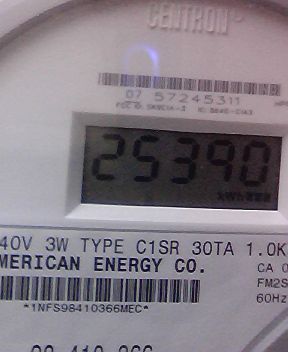 CENTRON
07 57245311
25390
40V 3W TYPE C1SR 30TA 1.0K
MERICAN ENERGY CO.
CA 0
FM2S
60Hz
*1NFS98410366MEC*